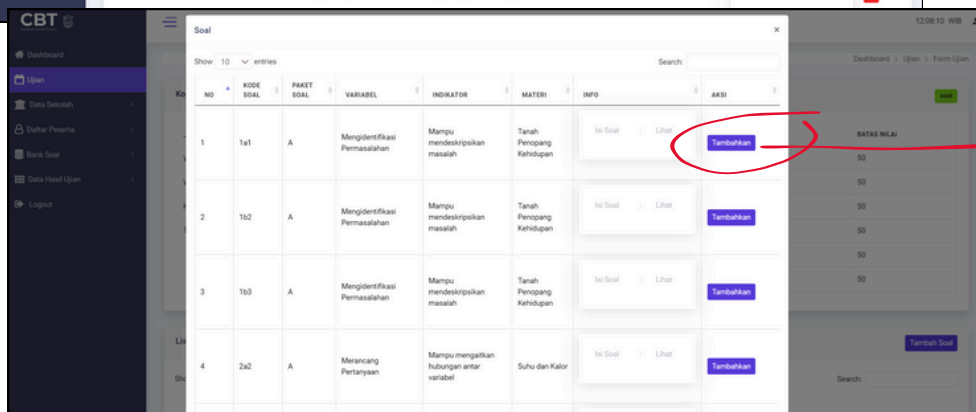 CBT
12:08:10 WIB
Soal ×
Dashboard
Dashboard > Ujian > Form Ujian
Show 10 entries
Search:
Ujian
Data Sekolah
Daftar Peserta
Bank Soal
Data Hasil Ujian
Logout
Ko
NO KODE SOAL PAKET SOAL VARIABEL INDIKATOR MATERI INFO AKSI
BATAS NILAI
1 1a1 A Mengidentifikasi Permasalahan Mampu mendeskripsikan masalah Tanah Penopang Kehidupan Isi Soal : Lihat Tambahkan
50
50
2 1b2 A Mengidentifikasi Permasalahan Mampu mendeskripsikan masalah Tanah Penopang Kehidupan Isi Soal : Lihat Tambahkan
50
50
50
3 1b3 A Mengidentifikasi Permasalahan Mampu mendeskripsikan masalah Tanah Penopang Kehidupan Isi Soal : Lihat Tambahkan
50
Lis
Tambah Soal
4 2a2 A Merancang Pertanyaan Mampu mengaitkan hubungan antar variabel Suhu dan Kalor Isi Soal : Lihat Tambahkan
Sho
Search: